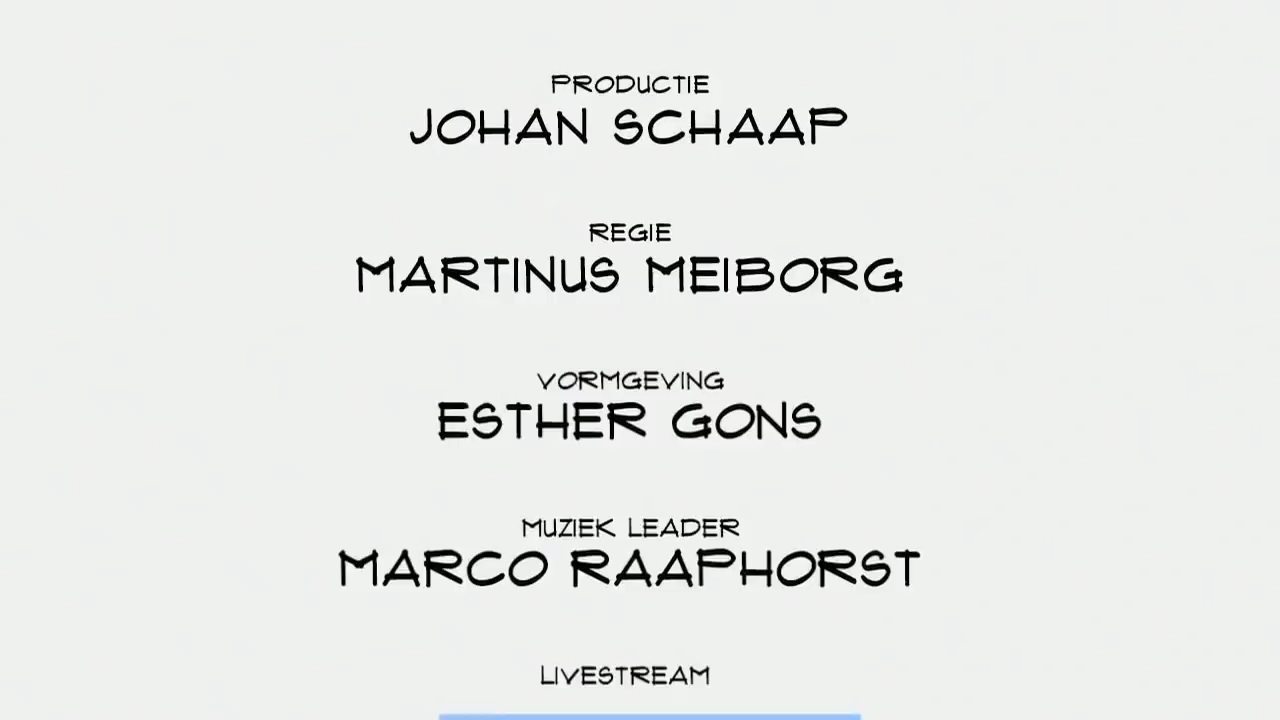 PRODUCTIE
JOHAN SCHAAP
REGIE
MARTINUS MEIBORG
VORMGEVING
ESTHER GONS
MUZIEK LEADER
MARCO RAAPHORST
LIVESTREAM